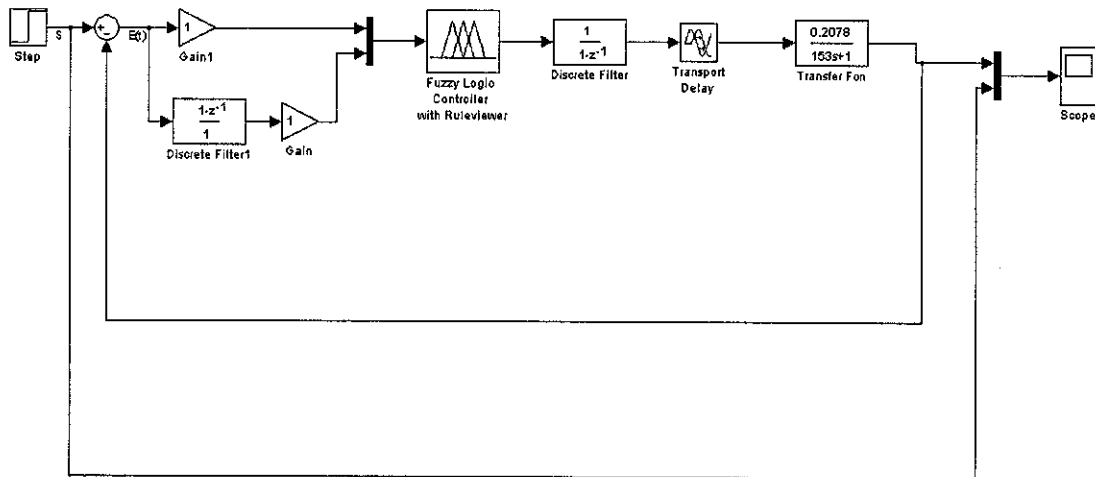 Step
S
+
-
E(t)
1
Gain1
1-z⁻¹
1
Discrete Filter1
1
Gain
Fuzzy Logic
Controller
with Ruleviewer
1
1-z⁻¹
Discrete Filter
Transport
Delay
0.2078
153s+1
Transfer Fcn
Scope